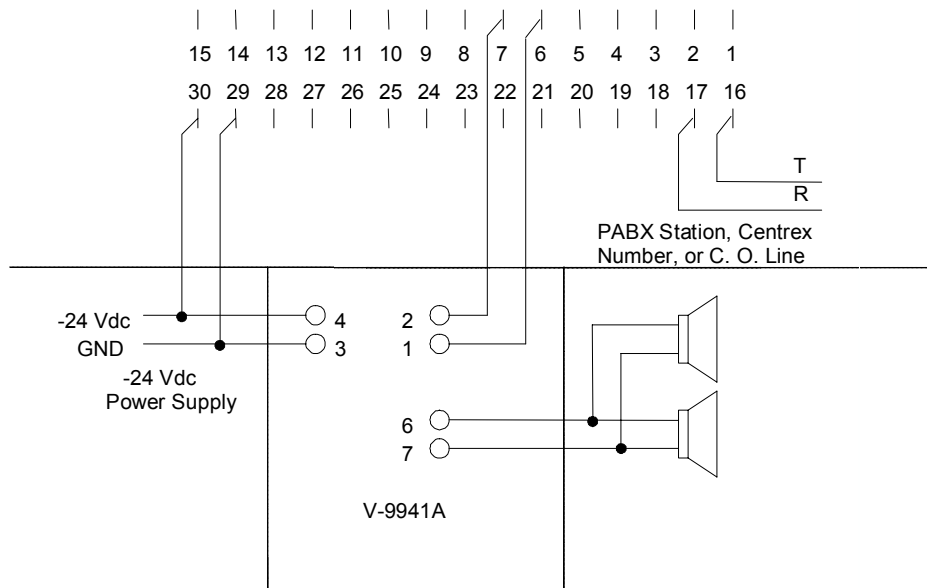 15 14 13 12 11 10 9 8 7 6 5 4 3 2 1
30 29 28 27 26 25 24 23 22 21 20 19 18 17 16
T
R
PABX Station, Centrex
Number, or C. O. Line
-24 Vdc
GND
-24 Vdc
Power Supply
4
3
2
1
6
7
V-9941A